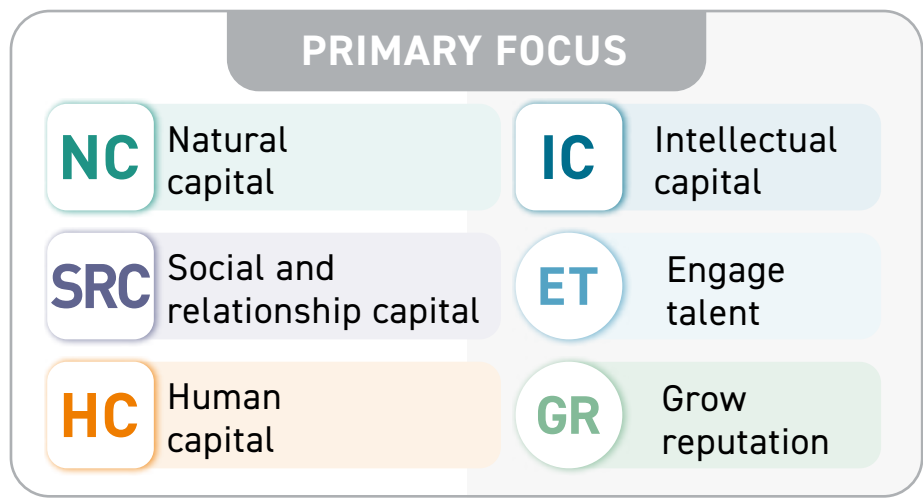 PRIMARY FOCUS
NC
Natural
capital
IC
Intellectual
capital
SRC
Social and
relationship capital
ET
Engage
talent
HC
Human
capital
GR
Grow
reputation